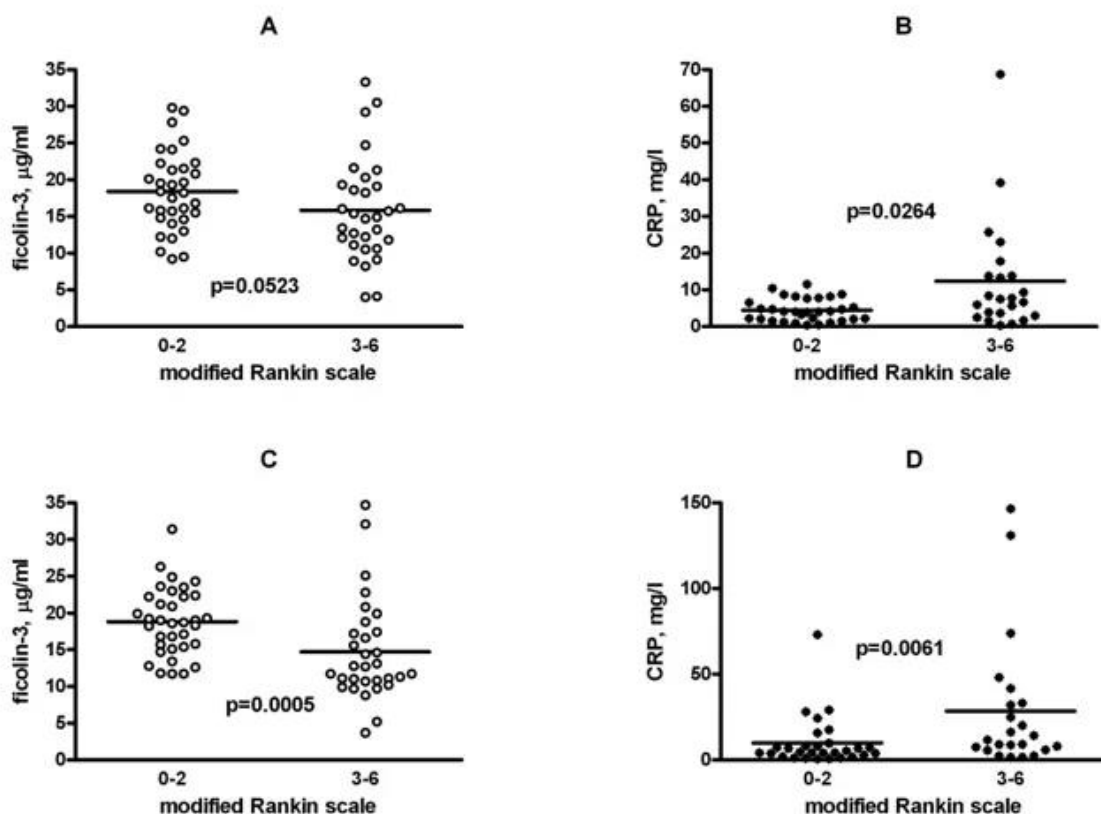 A
35
30
25
20
15
10
5
0
ficolin-3, µg/ml
p=0.0523
0-2 3-6
modified Rankin scale
B
70
60
50
40
30
20
10
0
CRP, mg/l
p=0.0264
0-2 3-6
modified Rankin scale
C
35
30
25
20
15
10
5
0
ficolin-3, µg/ml
p=0.0005
0-2 3-6
modified Rankin scale
D
150
100
50
0
CRP, mg/l
p=0.0061
0-2 3-6
modified Rankin scale